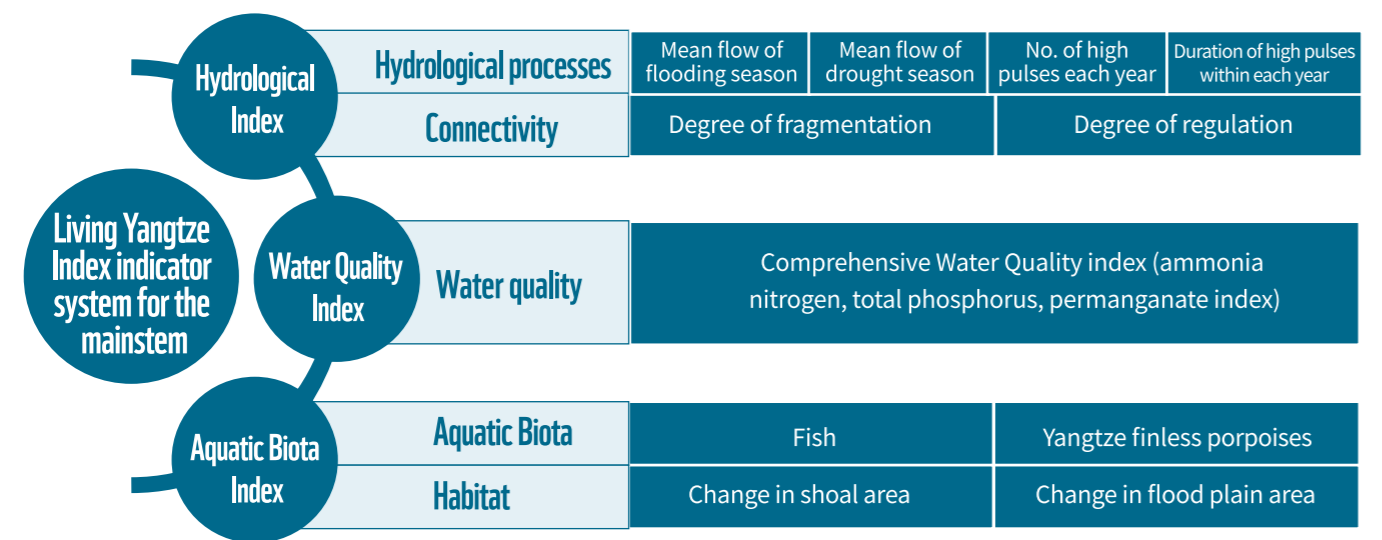 Living Yangtze
Index indicator
system for the
mainstem
Hydrological
Index
Hydrological processes
Mean flow of
flooding season
Mean flow of
drought season
No. of high
pulses each year
Duration of high pulses
within each year
Connectivity
Degree of fragmentation
Degree of regulation
Water Quality
Index
Water quality
Comprehensive Water Quality index (ammonia
nitrogen, total phosphorus, permanganate index)
Aquatic Biota
Index
Aquatic Biota
Fish
Yangtze finless porpoises
Habitat
Change in shoal area
Change in flood plain area